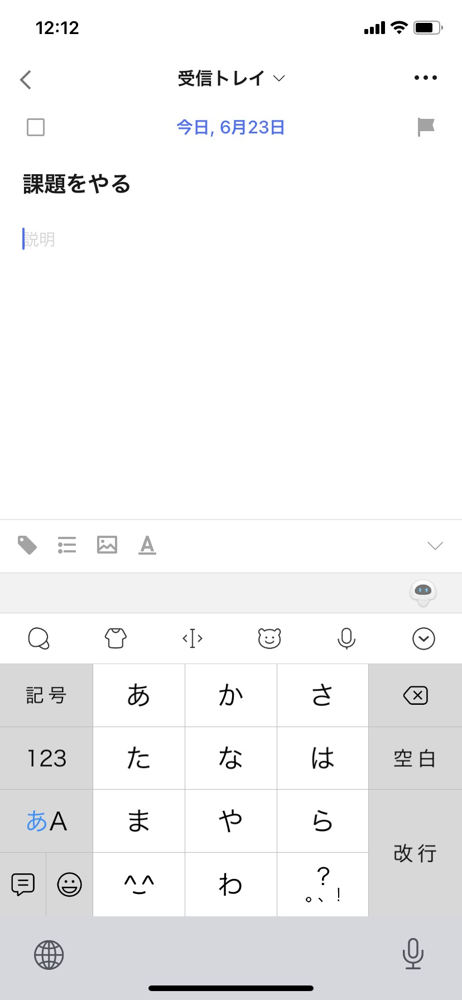 12:12
受信トレイ
今日, 6月23日
課題をやる
説明
A
記号 あ か さ
123 た な は 空白
あA ま や ら
改行
^_^ わ ? 。、!